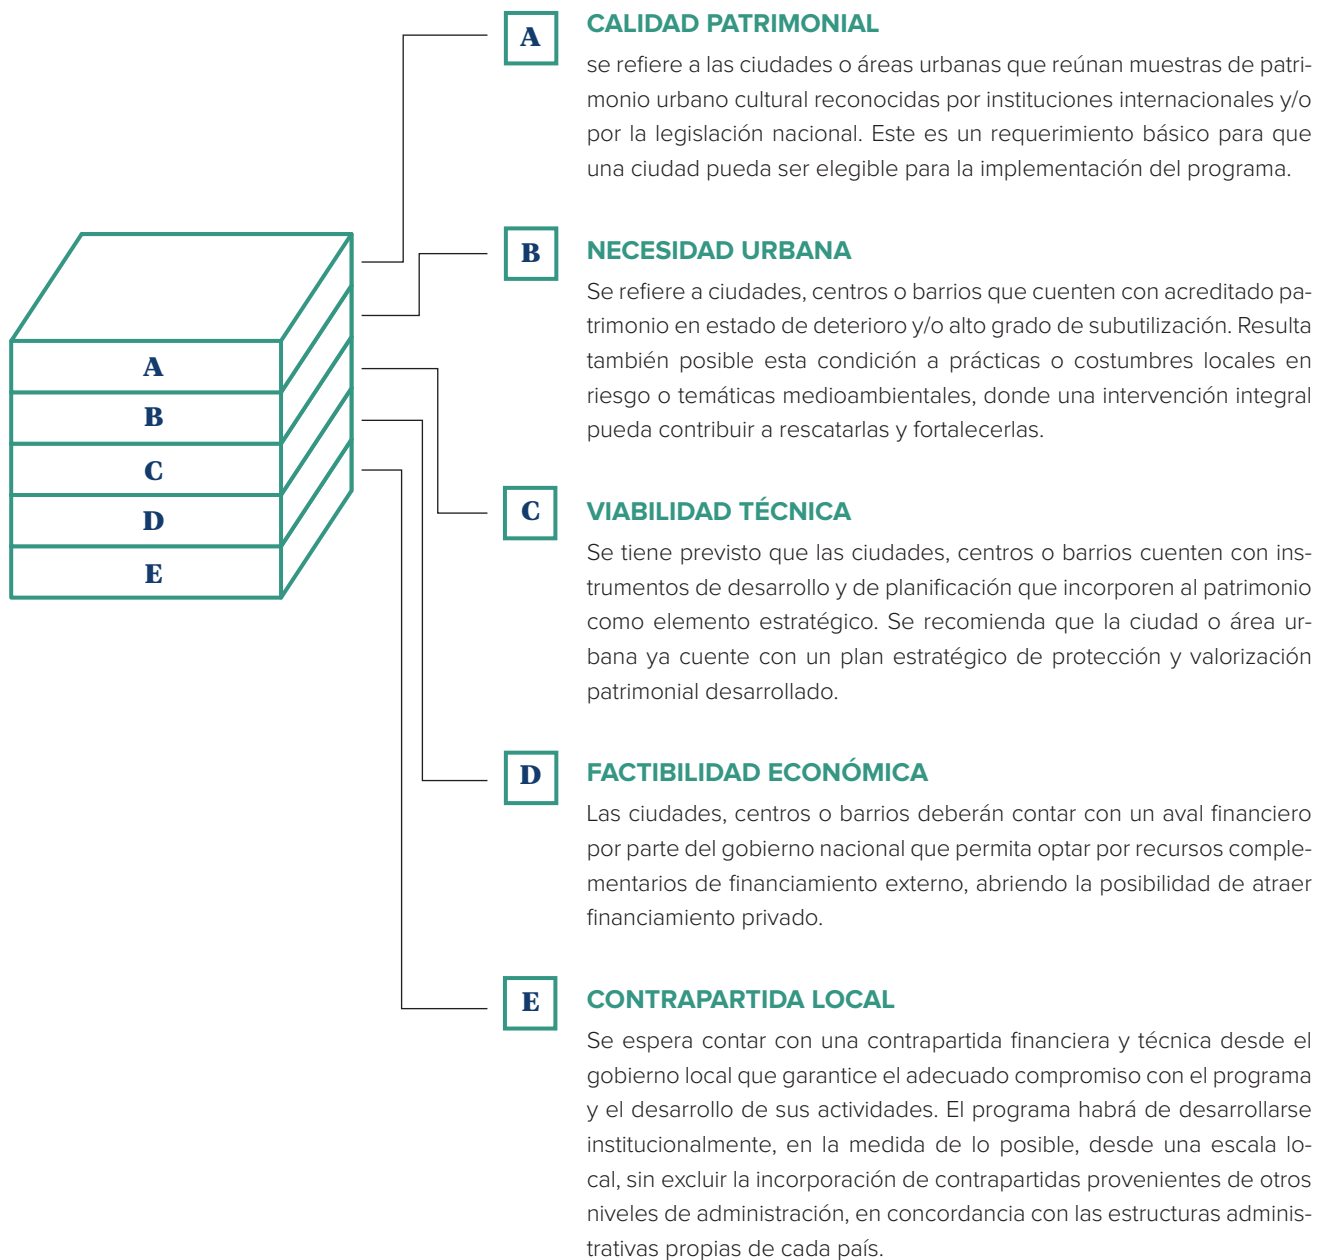 A
CALIDAD PATRIMONIAL
se refiere a las ciudades o áreas urbanas que reúnan muestras de patri-
monio urbano cultural reconocidas por instituciones internacionales y/o
por la legislación nacional. Este es un requerimiento básico para que
una ciudad pueda ser elegible para la implementación del programa.
B
NECESIDAD URBANA
Se refiere a ciudades, centros o barrios que cuenten con acreditado pa-
trimonio en estado de deterioro y/o alto grado de subutilización. Resulta
también posible esta condición a prácticas o costumbres locales en
riesgo o temáticas medioambientales, donde una intervención integral
pueda contribuir a rescatarlas y fortalecerlas.
A
B
C
D
E
C
VIABILIDAD TÉCNICA
Se tiene previsto que las ciudades, centros o barrios cuenten con ins-
trumentos de desarrollo y de planificación que incorporen al patrimonio
como elemento estratégico. Se recomienda que la ciudad o área ur-
bana ya cuente con un plan estratégico de protección y valorización
patrimonial desarrollado.
D
FACTIBILIDAD ECONÓMICA
Las ciudades, centros o barrios deberán contar con un aval financiero
por parte del gobierno nacional que permita optar por recursos comple-
mentarios de financiamiento externo, abriendo la posibilidad de atraer
financiamiento privado.
E
CONTRAPARTIDA LOCAL
Se espera contar con una contrapartida financiera y técnica desde el
gobierno local que garantice el adecuado compromiso con el programa
y el desarrollo de sus actividades. El programa habrá de desarrollarse
institucionalmente, en la medida de lo posible, desde una escala lo-
cal, sin excluir la incorporación de contrapartidas provenientes de otros
niveles de administración, en concordancia con las estructuras adminis-
trativas propias de cada país.